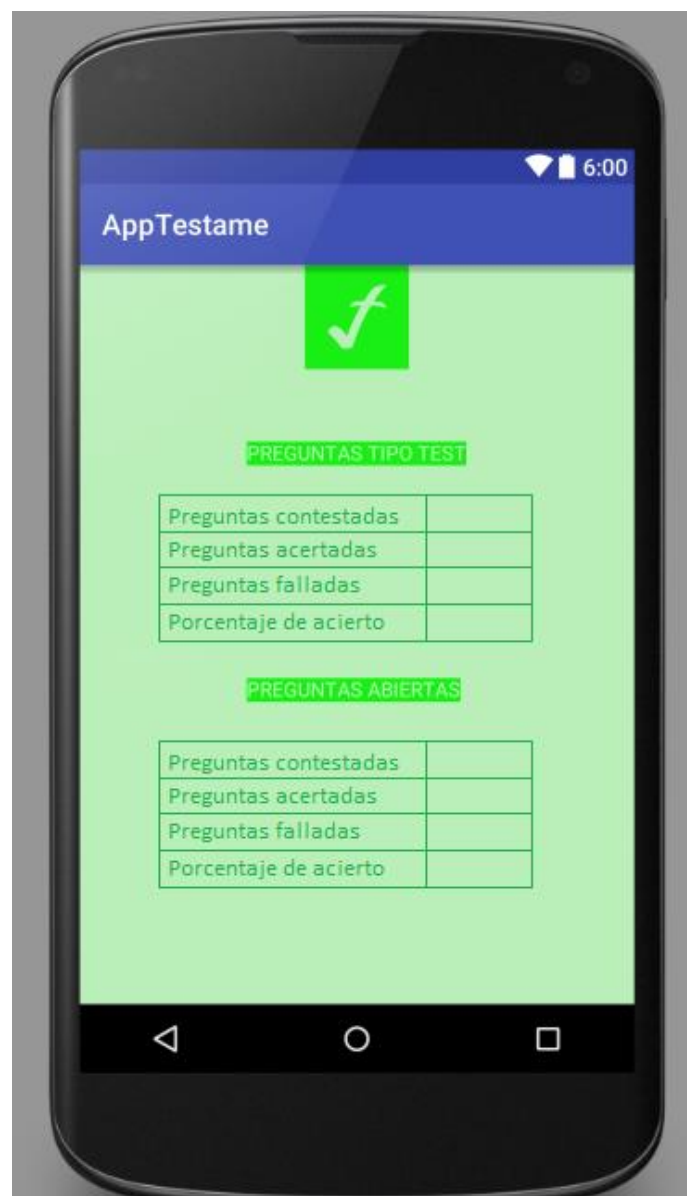 6:00
AppTestame
PREGUNTAS TIPO TEST
Preguntas contestadas
Preguntas acertadas
Preguntas falladas
Porcentaje de acierto
PREGUNTAS ABIERTAS
Preguntas contestadas
Preguntas acertadas
Preguntas falladas
Porcentaje de acierto